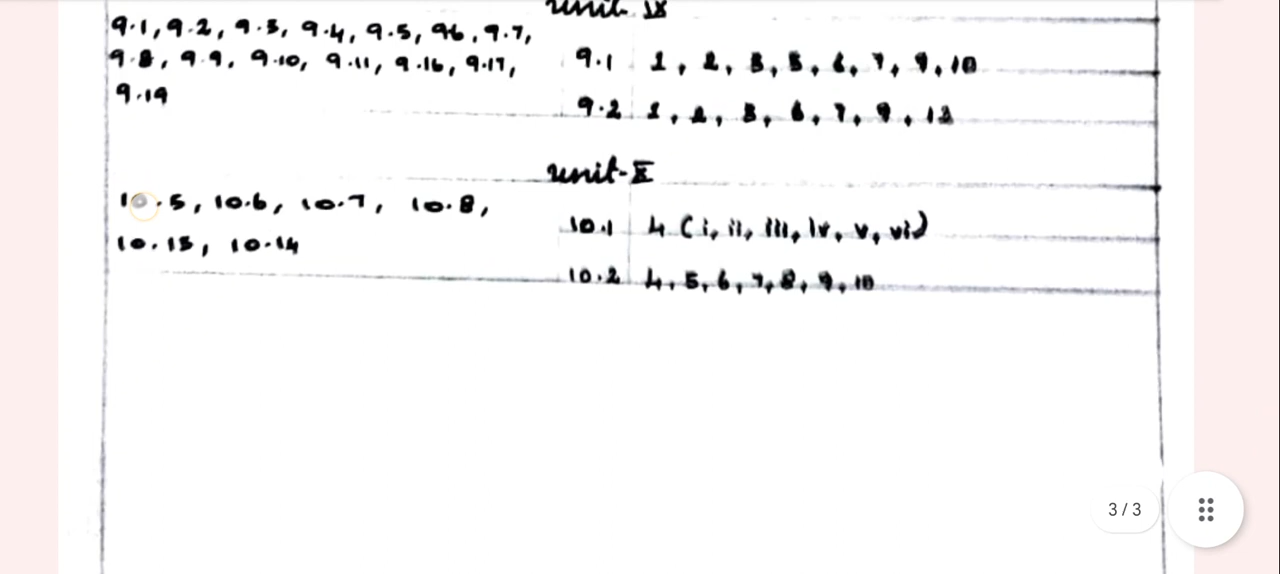 unit-IX
9.1, 9.2, 9.3, 9.4, 9.5, 96, 9.7,
9.8, 9.9, 9.10, 9.11, 9.16, 9.17,
9.19
9.1 1, 2, 3, 5, 6, 7, 9, 10
9.2 1, 2, 3, 6, 7, 9,
unit-X
10.5, 10.6, 10.7, 10.8,
10.13, 10.14
10.1 4 (i, ii, iii, iv, v, vi)
10.2 4, 5, 6, 7, 8, 9, 10
3 / 3